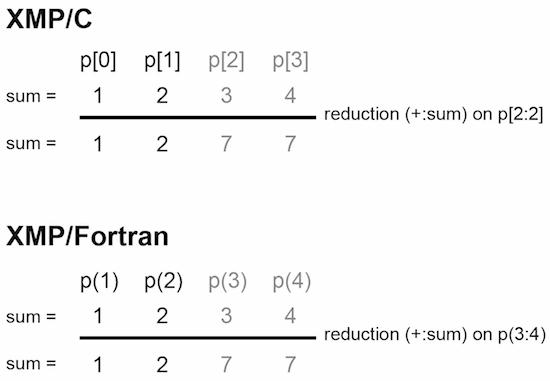 XMP/C
p[0] p[1] p[2] p[3]
sum = 1 2 3 4
reduction (+:sum) on p[2:2]
sum = 1 2 7 7
XMP/Fortran
p(1) p(2) p(3) p(4)
sum = 1 2 3 4
reduction (+:sum) on p(3:4)
sum = 1 2 7 7